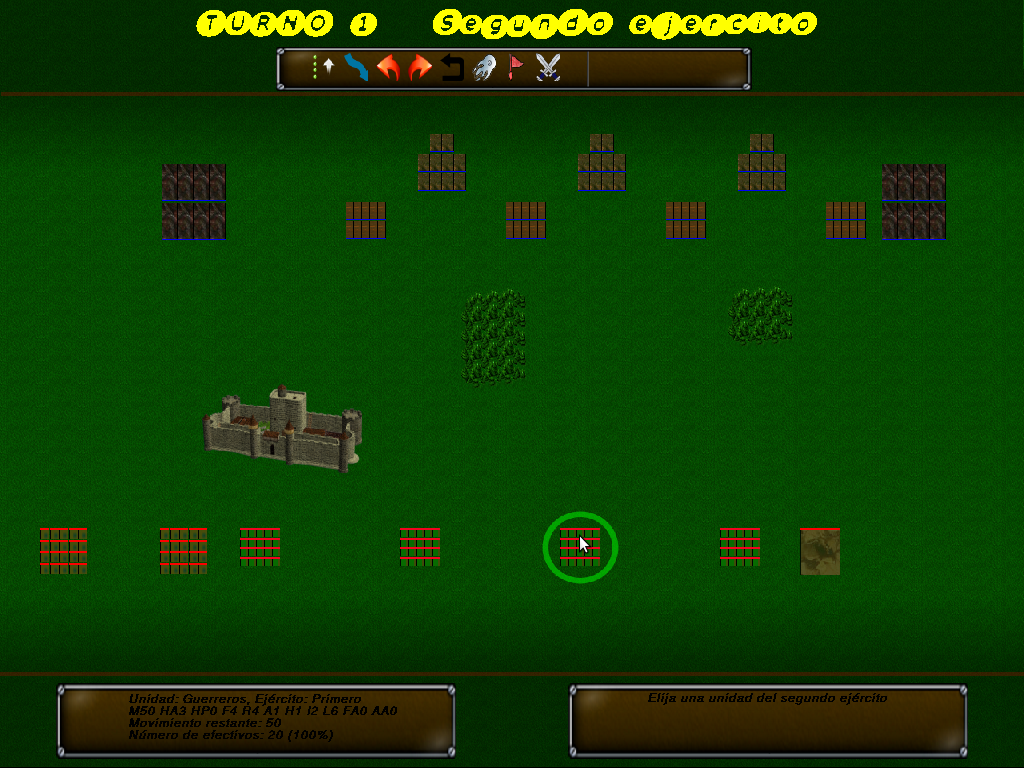 TURNO 1 Segundo ejercito
Unidad: Guerreros, Ejército: Primero
M50 HA3 HP0 F4 R4 A1 H1 I2 L6 FA0 AA0
Movimiento restante: 50
Número de efectivos: 20 (100%)
Elija una unidad del segundo ejército